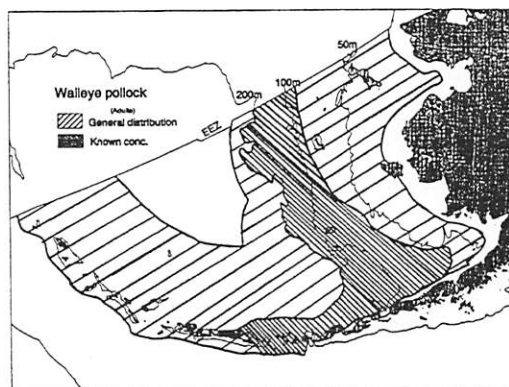 50m
100m
200m
Walleye pollock
(Adults)
General distribution
EEZ
Known conc.